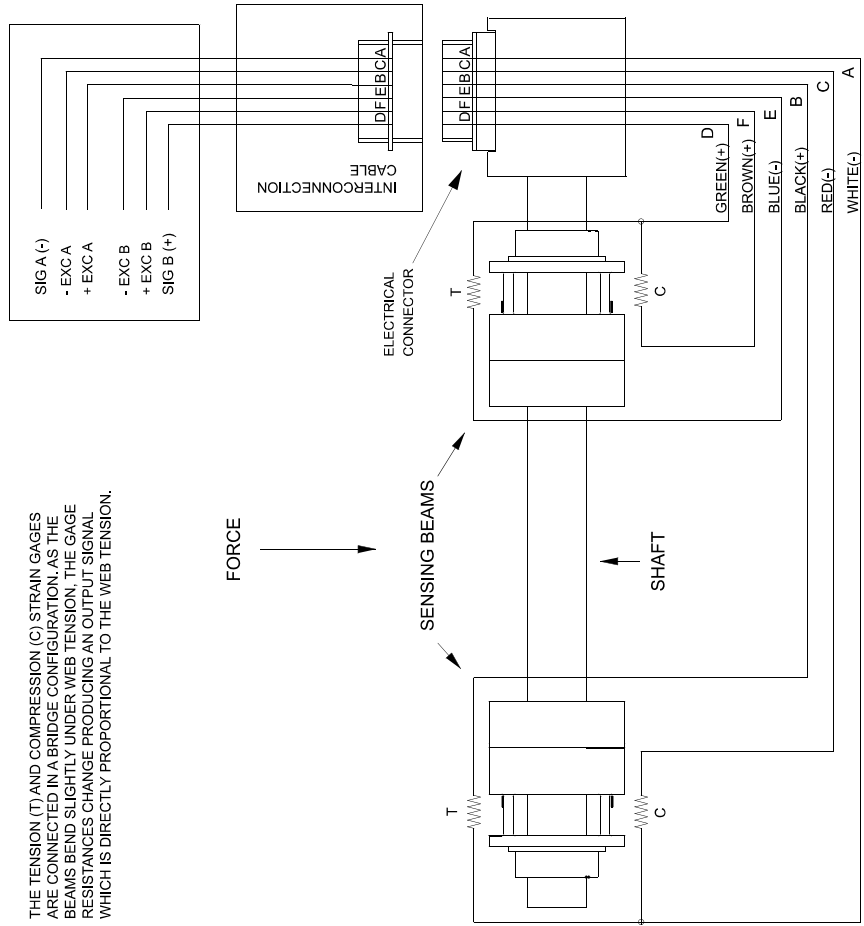 THE TENSION (T) AND COMPRESSION (C) STRAIN GAGES
ARE CONNECTED IN A BRIDGE CONFIGURATION. AS THE
BEAMS BEND SLIGHTLY UNDER WEB TENSION, THE GAGE
RESISTANCES CHANGE PRODUCING AN OUTPUT SIGNAL
WHICH IS DIRECTLY PROPORTIONAL TO THE WEB TENSION.
SIG A (-)
- EXC A
+ EXC A
- EXC B
+ EXC B
SIG B (+)
INTERCONNECTION
CABLE
DFEBCA
DFEBCA
ELECTRICAL
CONNECTOR
FORCE
SENSING BEAMS
SHAFT
T
C
T
C
D
F
E
B
C
A
GREEN(+)
BROWN(+)
BLUE(-)
BLACK(+)
RED(-)
WHITE(-)